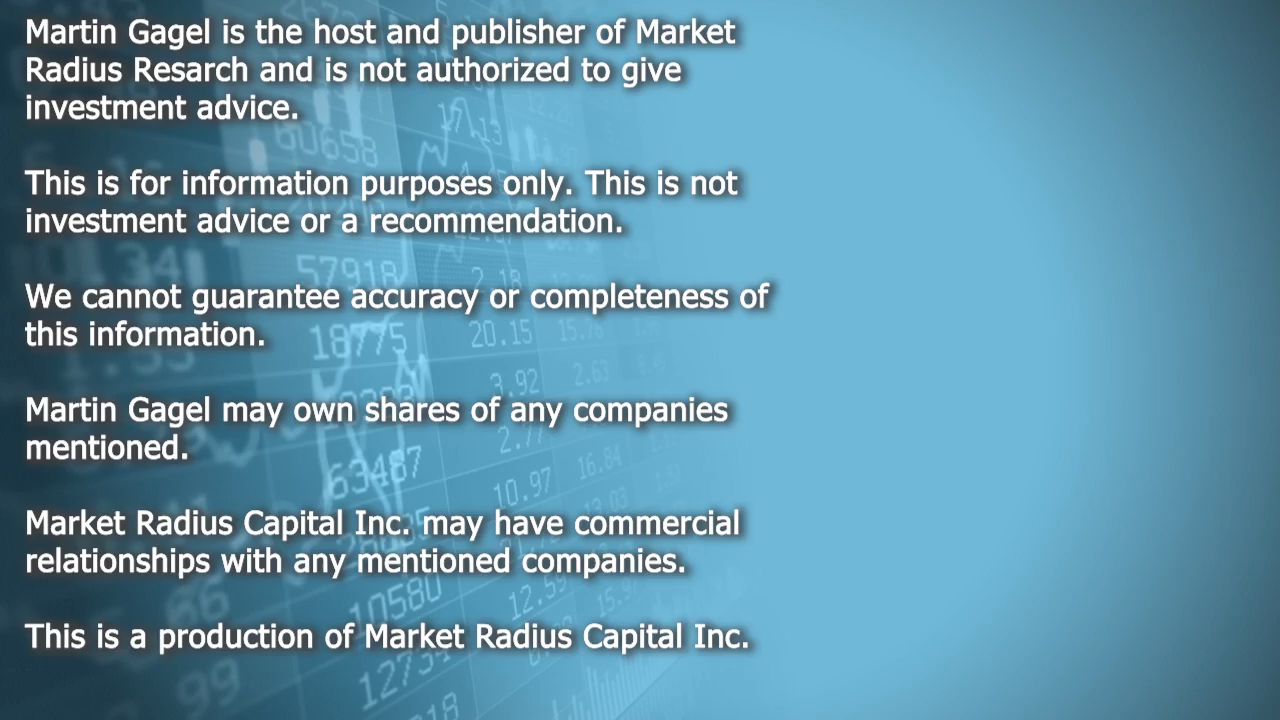 Martin Gagel is the host and publisher of Market
Radius Resarch and is not authorized to give
investment advice.
This is for information purposes only. This is not
investment advice or a recommendation.
We cannot guarantee accuracy or completeness of
this information.
Martin Gagel may own shares of any companies
mentioned.
Market Radius Capital Inc. may have commercial
relationships with any mentioned companies.
This is a production of Market Radius Capital Inc.